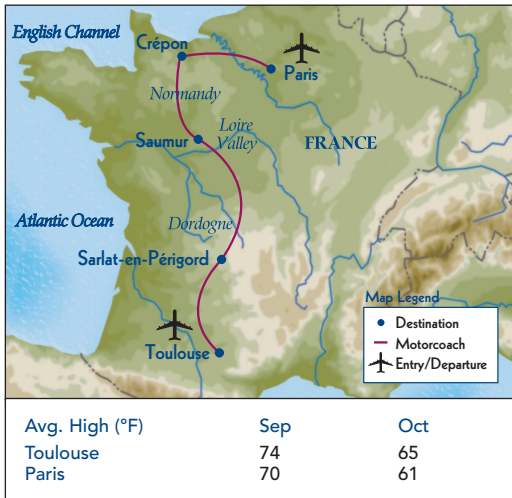 English Channel
Crépon
Paris
Normandy
Loire
Valley
Saumur
FRANCE
Atlantic Ocean
Dordogne
Sarlat-en-Périgord
Toulouse
Map Legend
Destination
Motorcoach
Entry/Departure
Avg. High (°F) Sep Oct
Toulouse 74 65
Paris 70 61